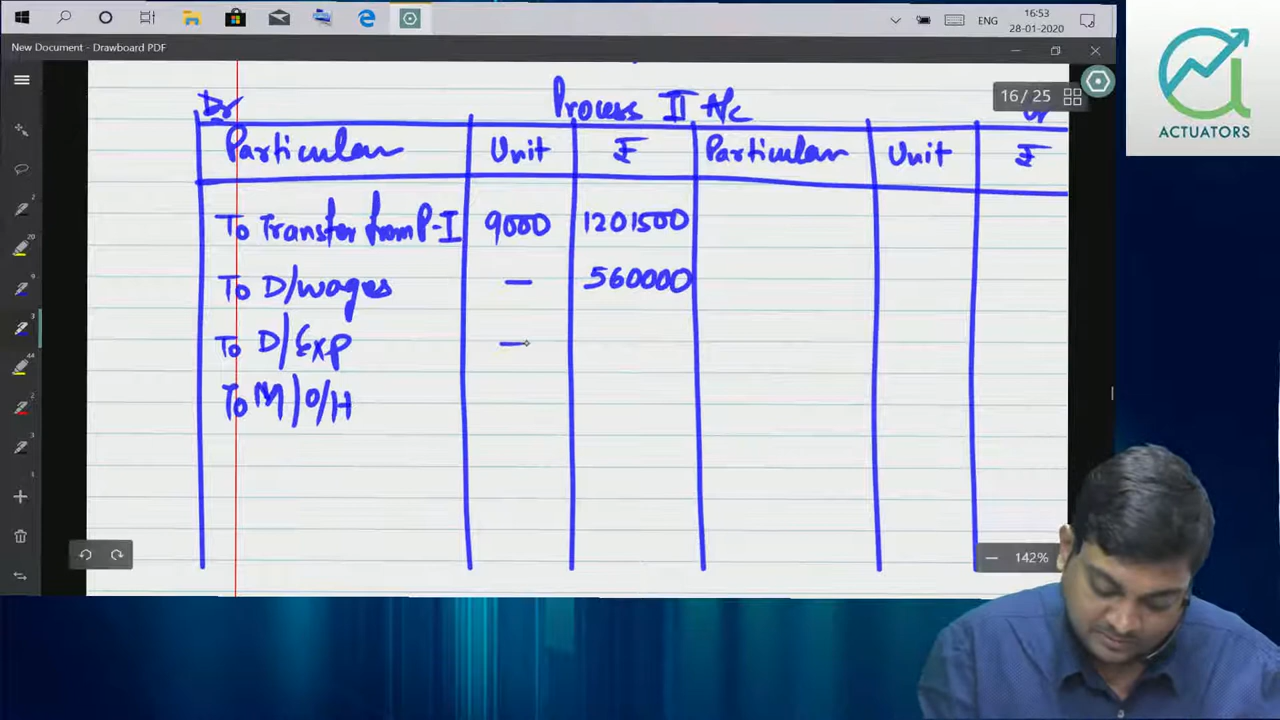 16:53
ENG
28-01-2020
New Document - Drawboard PDF
ACTUATORS
16 / 25
Dr Process II A/c Cr
Particular Unit ₹ Particular Unit ₹
To Transfer from P-I 9000 1201500
To D/wages — 560000
To D/Exp —
To M/O/H
142%